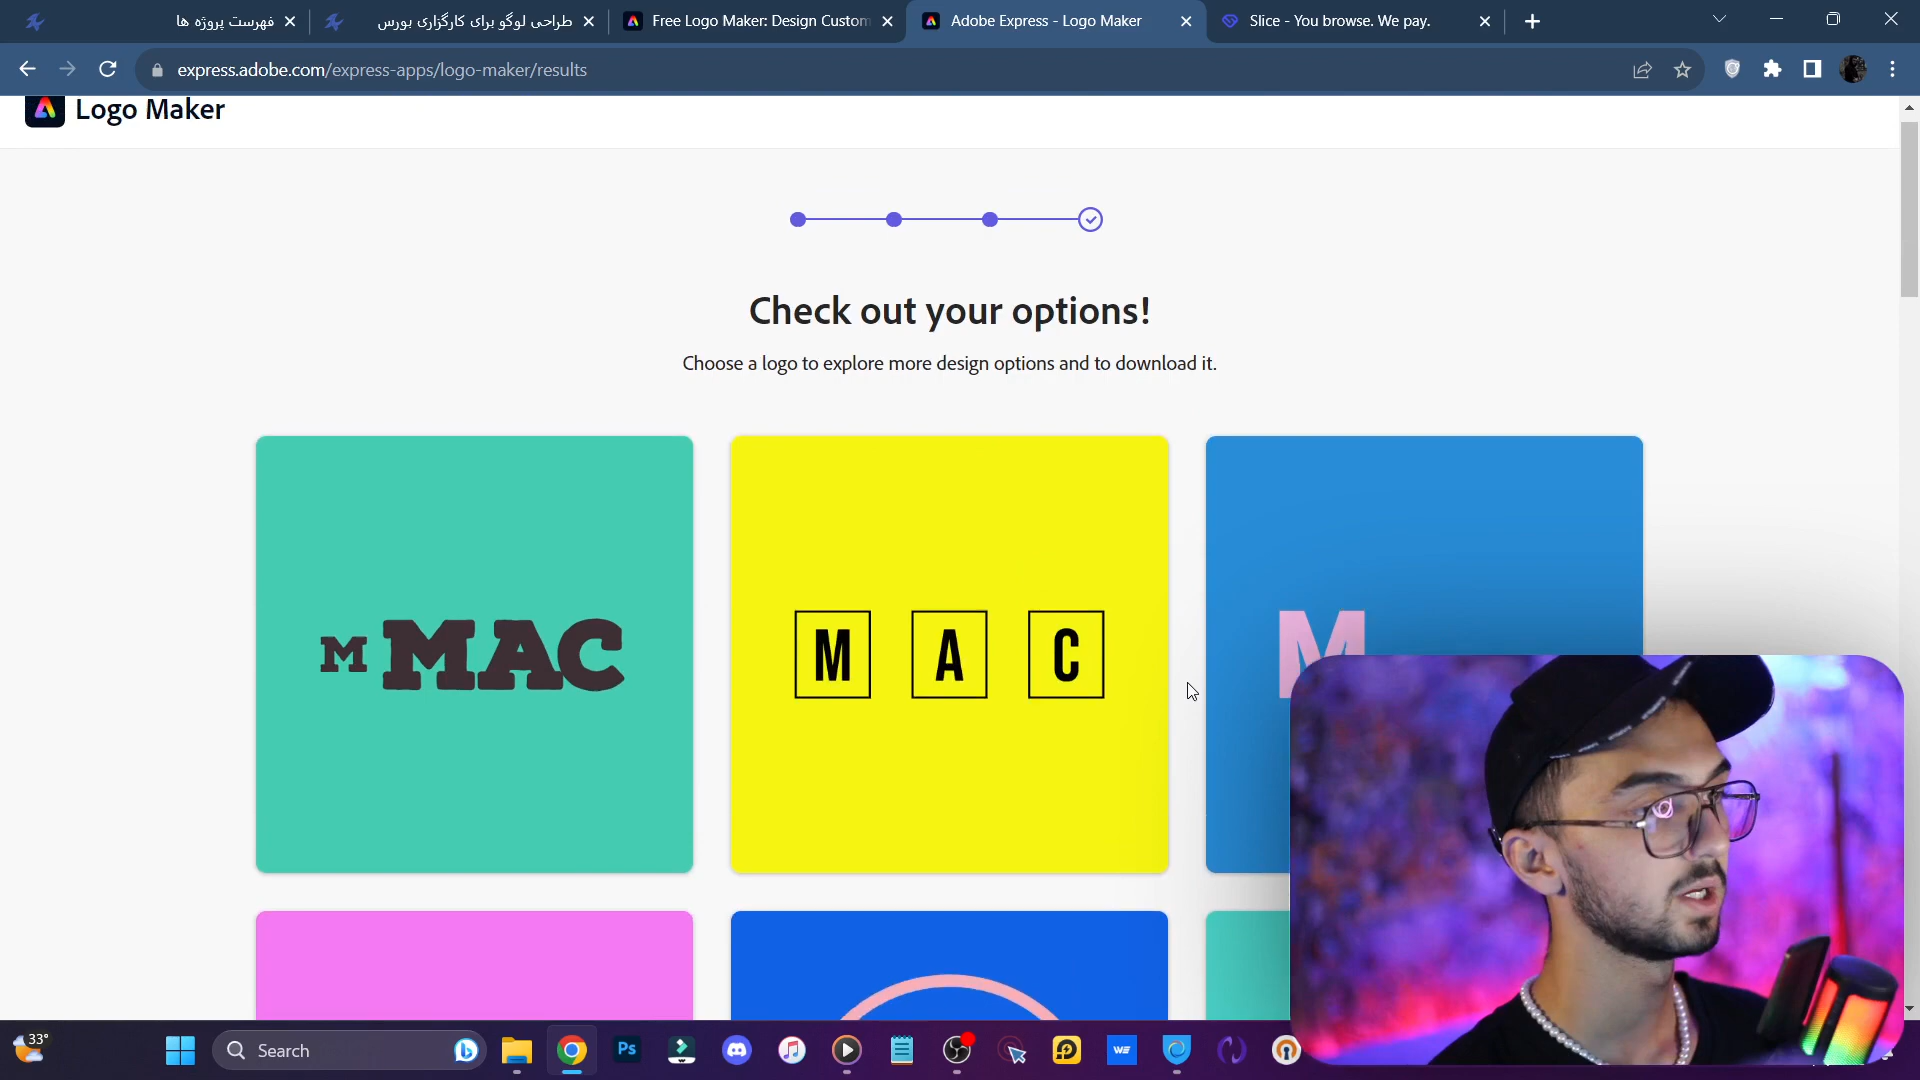 فهرست پروژه ها
طراحی لوگو برای کارگزاری بورس
Free Logo Maker: Design Custom
Adobe Express - Logo Maker
Slice - You browse. We pay.
express.adobe.com/express-apps/logo-maker/results
Logo Maker
Check out your options!
Choose a logo to explore more design options and to download it.
M MAC
M A C
M
33°
Search
Ps
WE